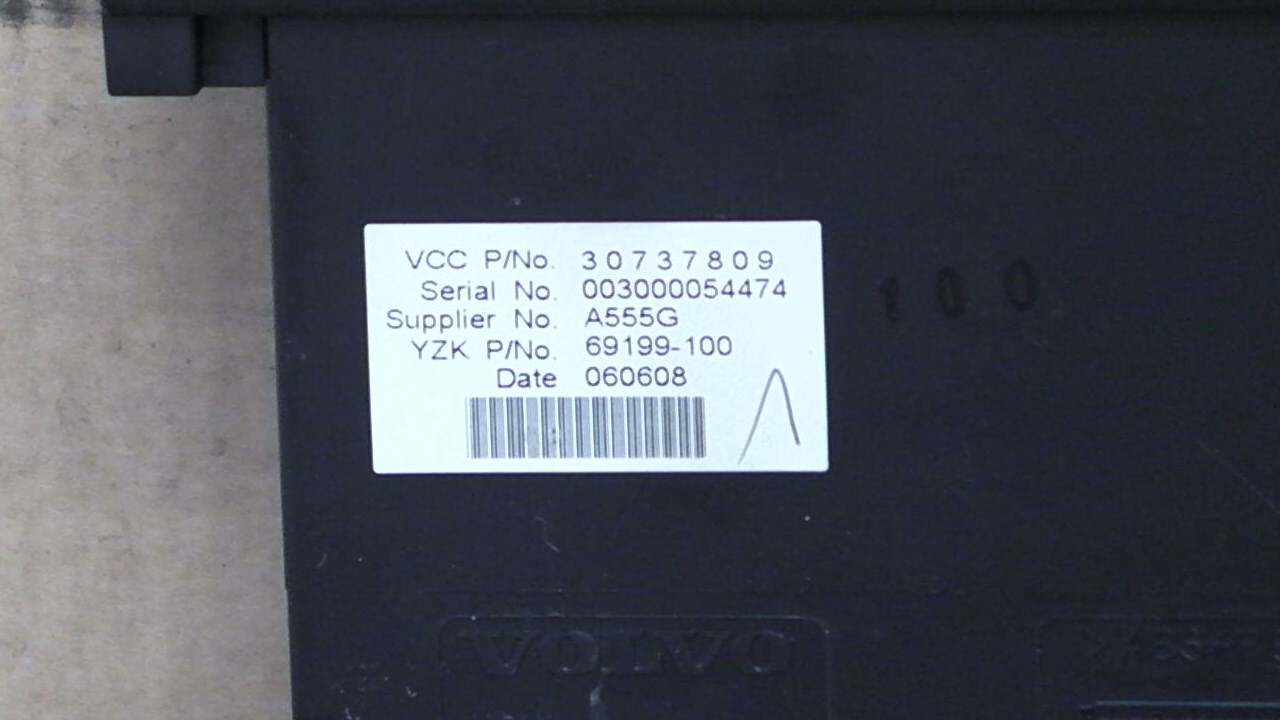 VCC P/No. 30737809
Serial No. 003000054474
Supplier No. A555G
YZK P/No. 69199-100
Date 060608
100
VOLVO